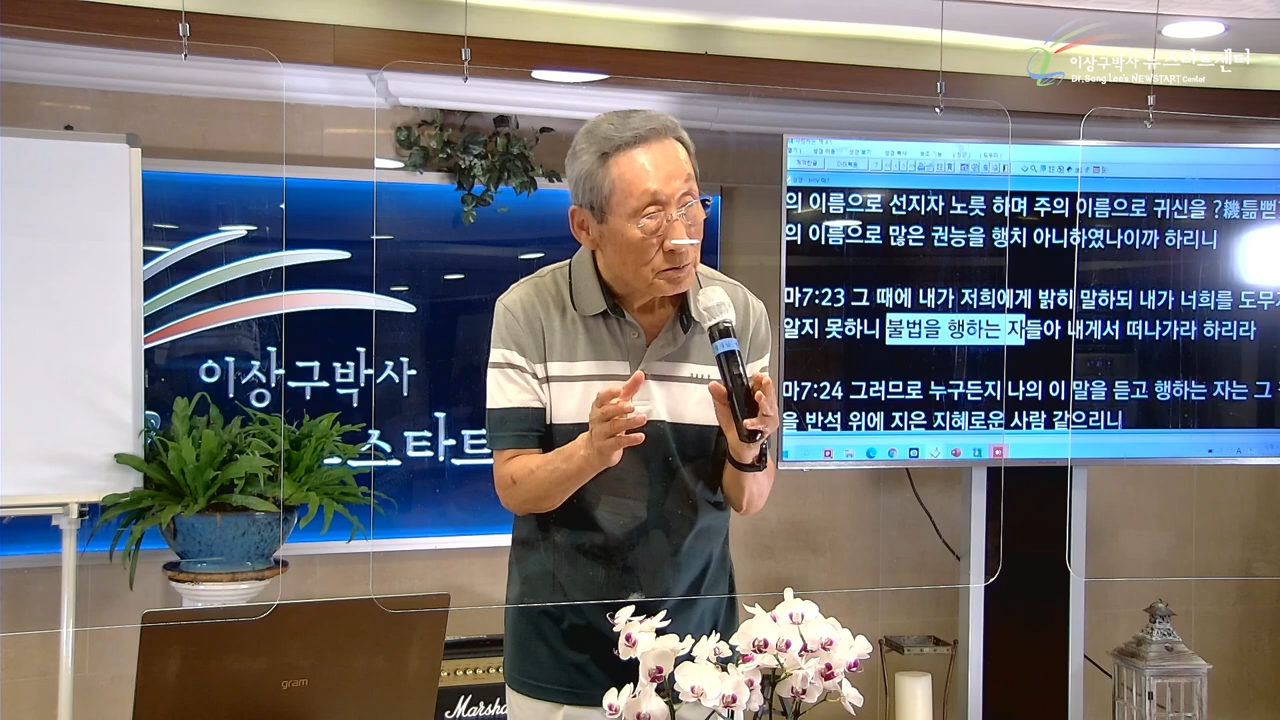 이상구박사 뉴스타트센터
Dr. Sang Lee's NEWSTART Center
의 이름으로 선지자 노릇 하며 주의 이름으로 귀신을
의 이름으로 많은 권능을 행치 아니하였나이까 하리니
마7:23 그 때에 내가 저희에게 밝히 말하되 내가 너희를 도무
알지 못하니 불법을 행하는 자들아 내게서 떠나가라 하리라
마7:24 그러므로 누구든지 나의 이 말을 듣고 행하는 자는 그
을 반석 위에 지은 지혜로운 사람 같으리니
이상구박사
스타트
gram
Marsha